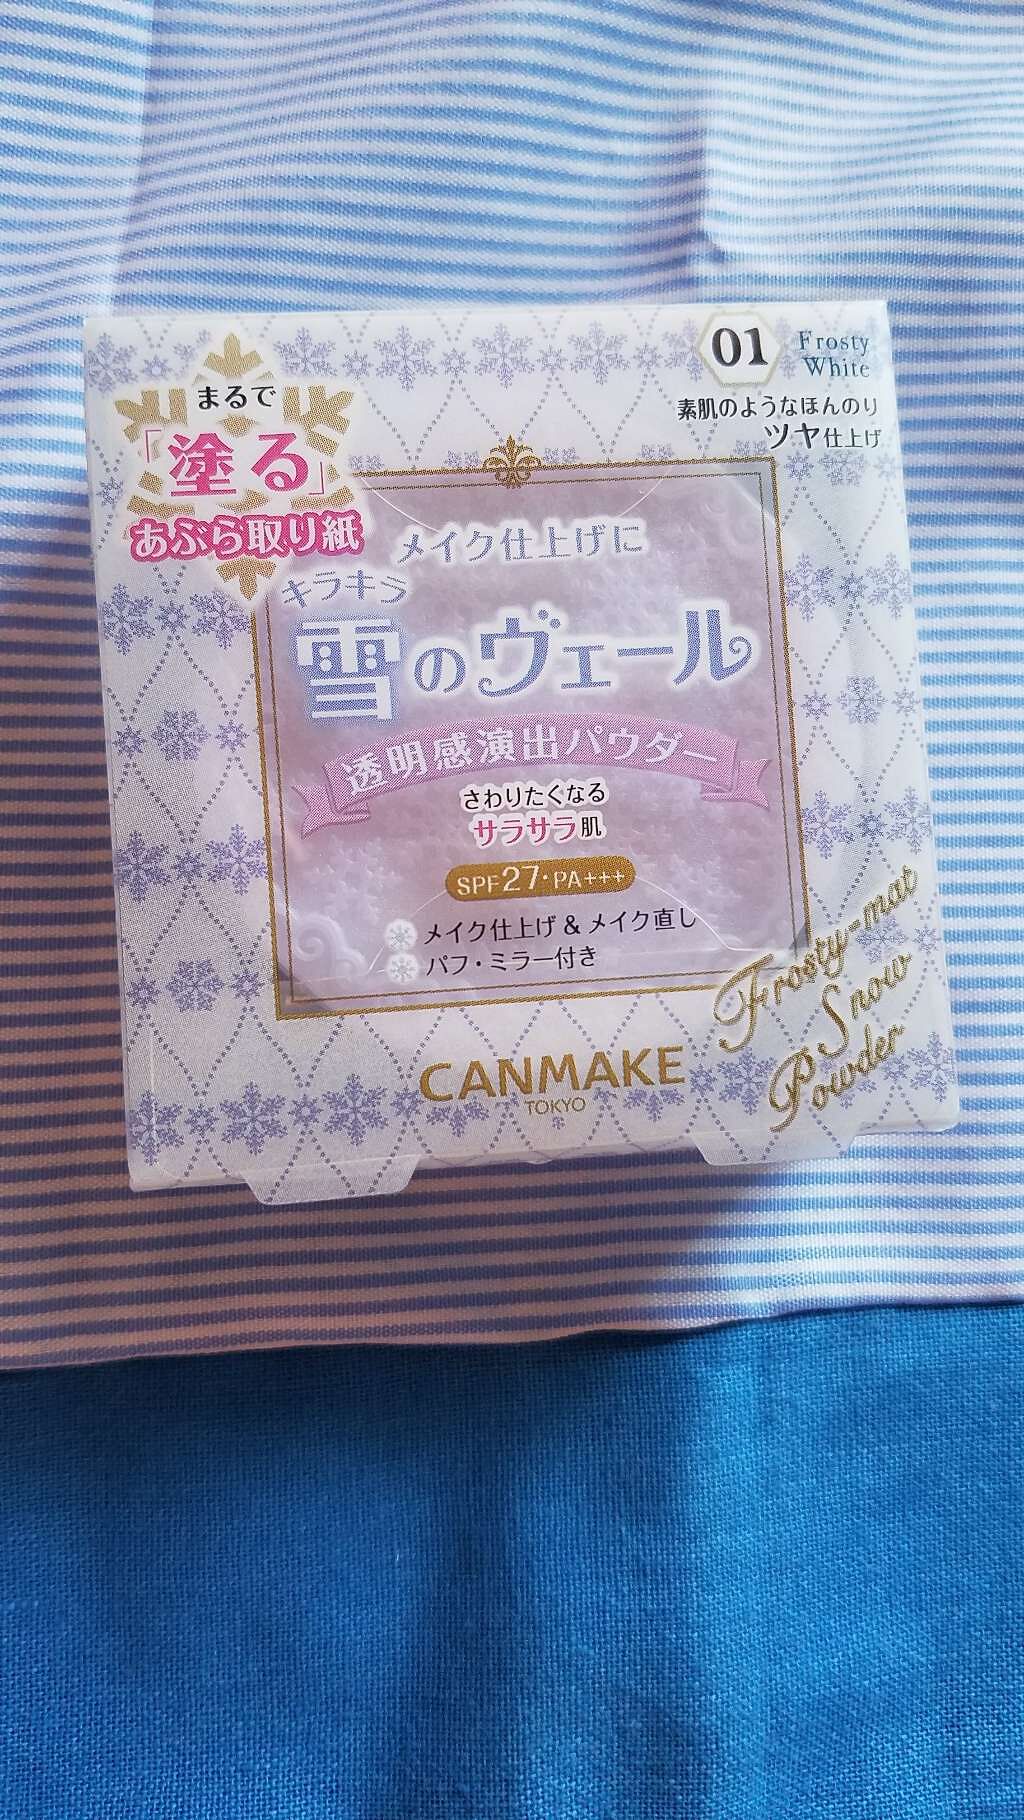 まるで
「塗る」
あぶら取り紙
01 Frosty White
素肌のようなほんのり
ツヤ仕上げ
メイク仕上げに
キラキラ
雪のヴェール
透明感演出パウダー
さわりたくなる
サラサラ肌
SPF27・PA+++
メイク仕上げ & メイク直し
パフ・ミラー付き
Frosty-mat
Snow
Powder
CANMAKE
TOKYO